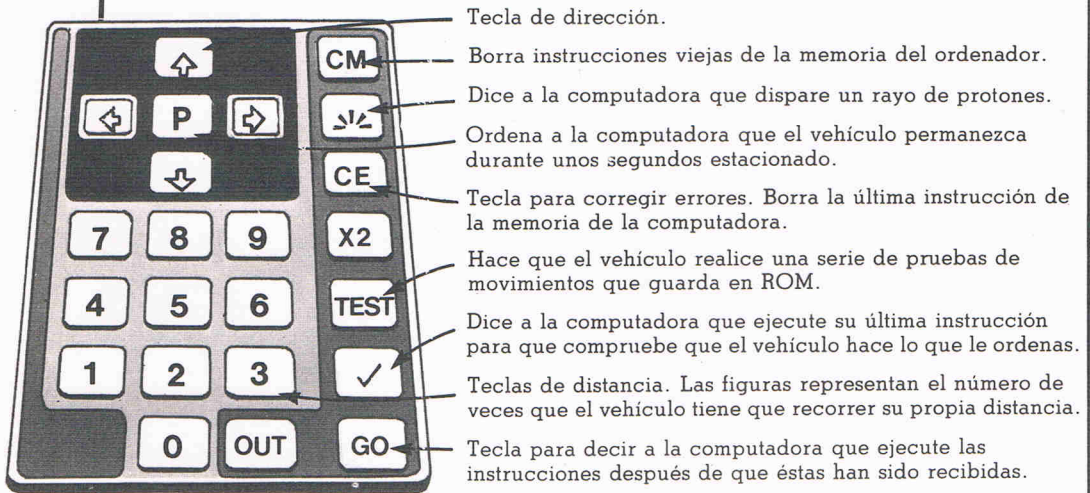 Tecla de dirección.
CM
Borra instrucciones viejas de la memoria del ordenador.
Dice a la computadora que dispare un rayo de protones.
P
Ordena a la computadora que el vehículo permanezca
durante unos segundos estacionado.
CE
Tecla para corregir errores. Borra la última instrucción de
la memoria de la computadora.
7 8 9 X2
Hace que el vehículo realice una serie de pruebas de
movimientos que guarda en ROM.
4 5 6 TEST
Dice a la computadora que ejecute su última instrucción
para que compruebe que el vehículo hace lo que le ordenas.
1 2 3 ✓
Teclas de distancia. Las figuras representan el número de
veces que el vehículo tiene que recorrer su propia distancia.
0 OUT GO
Tecla para decir a la computadora que ejecute las
instrucciones después de que éstas han sido recibidas.